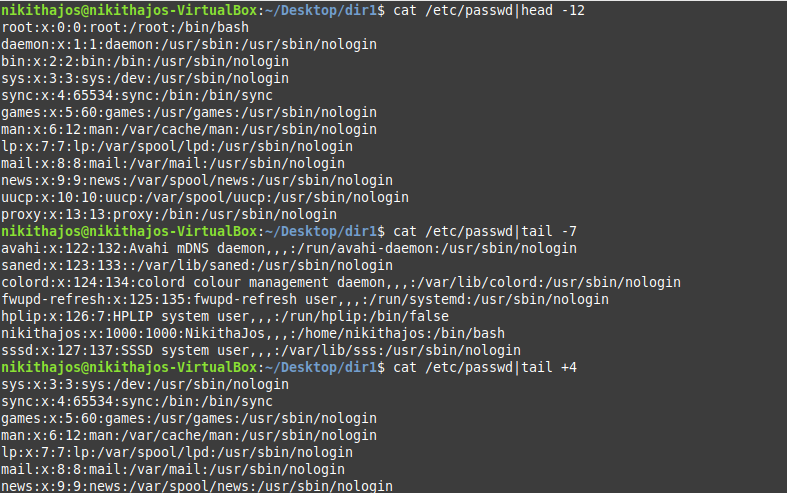 nikithajos@nikithajos-VirtualBox:~/Desktop/dir1$ cat /etc/passwd|head -12
root:x:0:0:root:/root:/bin/bash
daemon:x:1:1:daemon:/usr/sbin:/usr/sbin/nologin
bin:x:2:2:bin:/bin:/usr/sbin/nologin
sys:x:3:3:sys:/dev:/usr/sbin/nologin
sync:x:4:65534:sync:/bin:/bin/sync
games:x:5:60:games:/usr/games:/usr/sbin/nologin
man:x:6:12:man:/var/cache/man:/usr/sbin/nologin
lp:x:7:7:lp:/var/spool/lpd:/usr/sbin/nologin
mail:x:8:8:mail:/var/mail:/usr/sbin/nologin
news:x:9:9:news:/var/spool/news:/usr/sbin/nologin
uucp:x:10:10:uucp:/var/spool/uucp:/usr/sbin/nologin
proxy:x:13:13:proxy:/bin:/usr/sbin/nologin
nikithajos@nikithajos-VirtualBox:~/Desktop/dir1$ cat /etc/passwd|tail -7
avahi:x:122:132:Avahi mDNS daemon,,,:/run/avahi-daemon:/usr/sbin/nologin
saned:x:123:133::/var/lib/saned:/usr/sbin/nologin
colord:x:124:134:colord colour management daemon,,,:/var/lib/colord:/usr/sbin/nologin
fwupd-refresh:x:125:135:fwupd-refresh user,,,:/run/systemd:/usr/sbin/nologin
hplip:x:126:7:HPLIP system user,,,:/run/hplip:/bin/false
nikithajos:x:1000:1000:NikithaJos,,,:/home/nikithajos:/bin/bash
sssd:x:127:137:SSSD system user,,,:/var/lib/sss:/usr/sbin/nologin
nikithajos@nikithajos-VirtualBox:~/Desktop/dir1$ cat /etc/passwd|tail +4
sys:x:3:3:sys:/dev:/usr/sbin/nologin
sync:x:4:65534:sync:/bin:/bin/sync
games:x:5:60:games:/usr/games:/usr/sbin/nologin
man:x:6:12:man:/var/cache/man:/usr/sbin/nologin
lp:x:7:7:lp:/var/spool/lpd:/usr/sbin/nologin
mail:x:8:8:mail:/var/mail:/usr/sbin/nologin
news:x:9:9:news:/var/spool/news:/usr/sbin/nologin